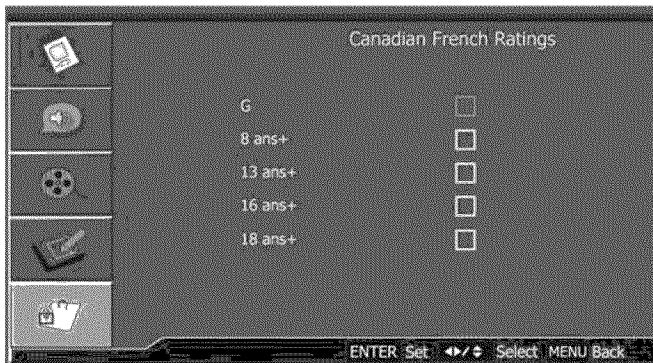 Canadian French Ratings
G
8 ans+
13 ans+
16 ans+
18 ans+
ENTER Set ◄►/▲▼ Select MENU Back